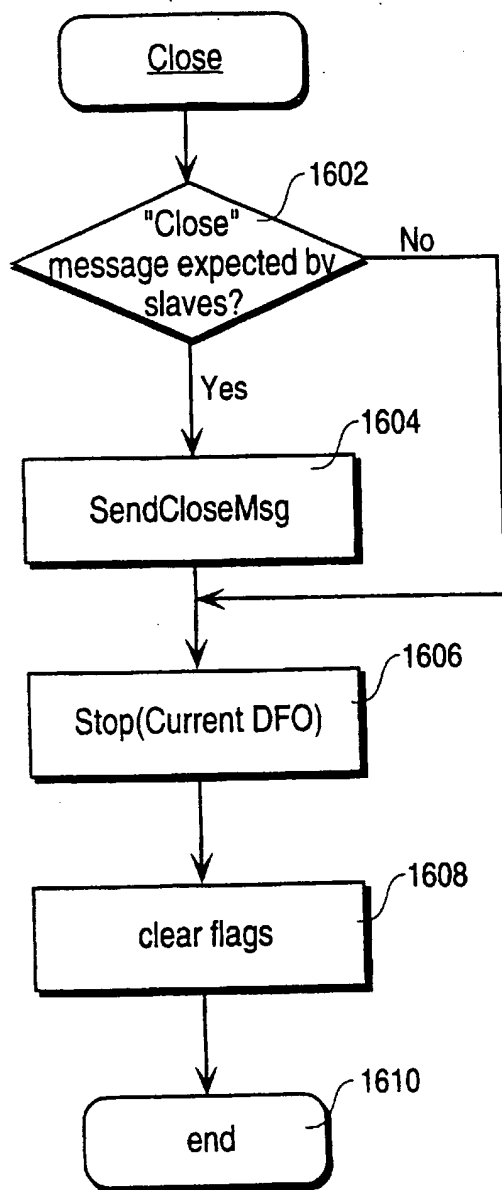 Close
1602
"Close"
message expected by
slaves?
No
Yes
1604
SendCloseMsg
1606
Stop(Current DFO)
1608
clear flags
1610
end